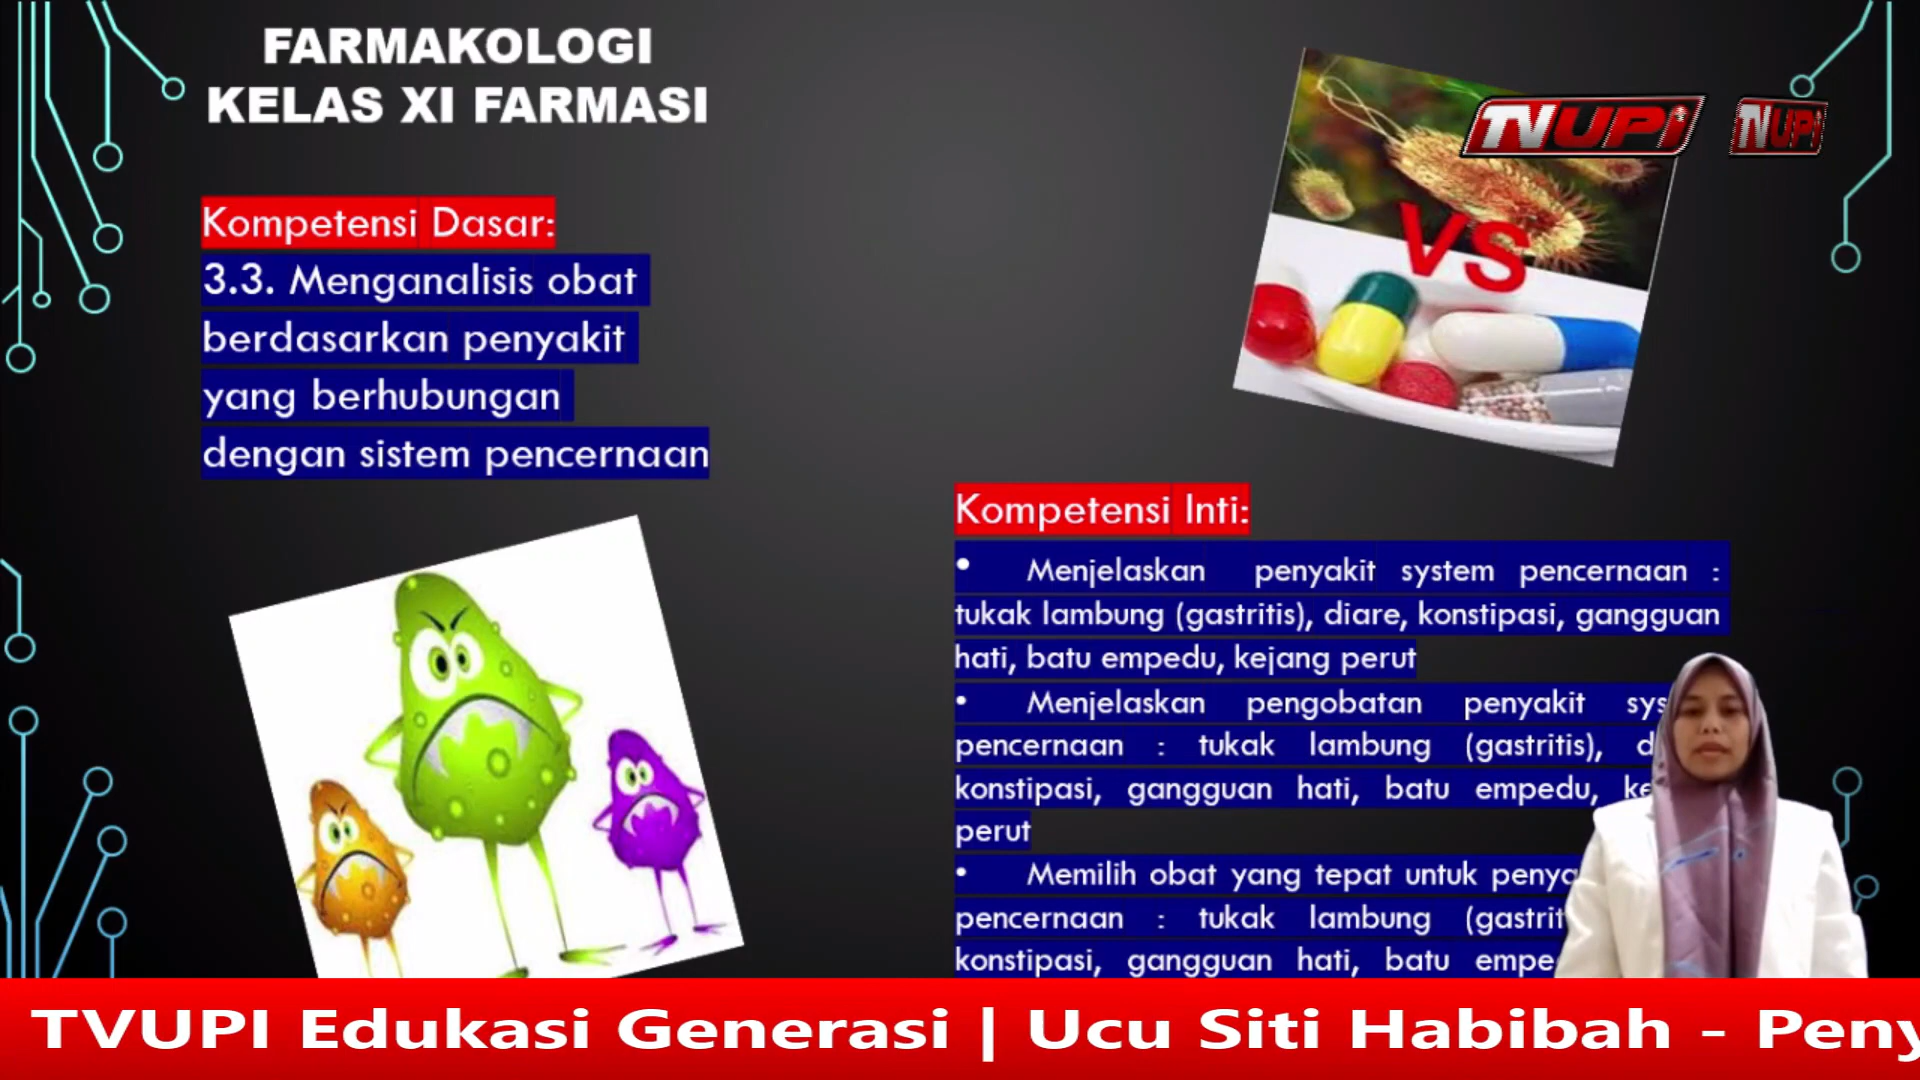 FARMAKOLOGI
KELAS XI FARMASI
TVUPI
TVUPI
VS
Kompetensi Dasar:
3.3. Menganalisis obat
berdasarkan penyakit
yang berhubungan
dengan sistem pencernaan
Kompetensi Inti:
• Menjelaskan penyakit system pencernaan :
tukak lambung (gastritis), diare, konstipasi, gangguan
hati, batu empedu, kejang perut
• Menjelaskan pengobatan penyakit
pencernaan : tukak lambung (gastritis),
konstipasi, gangguan hati, batu empedu,
perut
• Memilih obat yang tepat untuk
pencernaan : tukak lambung
konstipasi, gangguan hati, batu
TVUPI Edukasi Generasi | Ucu Siti Habibah -